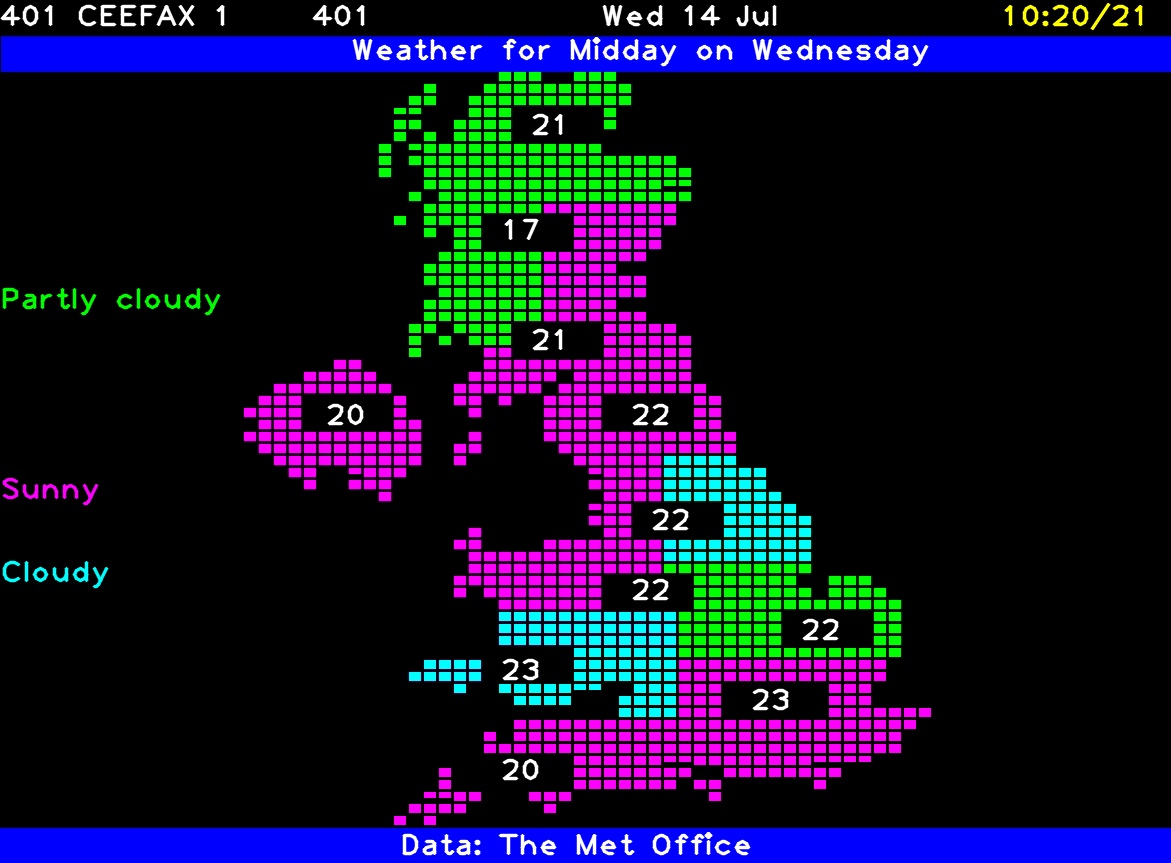 401 CEEFAX 1 401 Wed 14 Jul 10:20/21
Weather for Midday on Wednesday
21
17
Partly cloudy
21
20 22
Sunny
22
Cloudy
22
22
23
23
20
Data: The Met Office